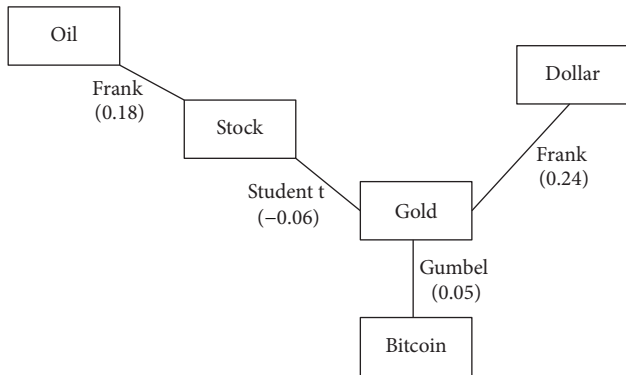 Oil
Dollar
Frank
(0.18)
Stock
Frank
(0.24)
Student t
(−0.06)
Gold
Gumbel
(0.05)
Bitcoin